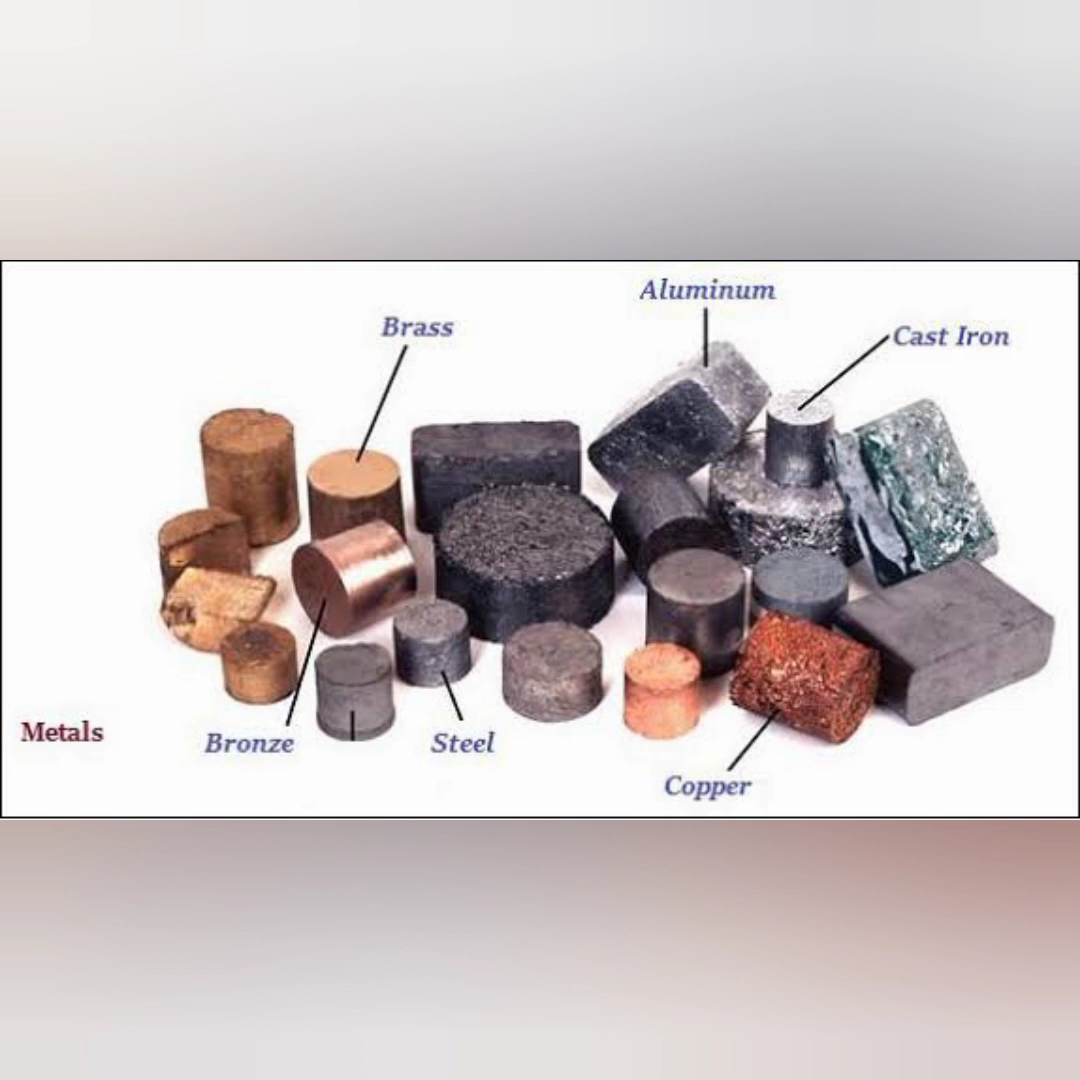 Aluminum
Brass
Cast Iron
Metals
Bronze
Steel
Copper